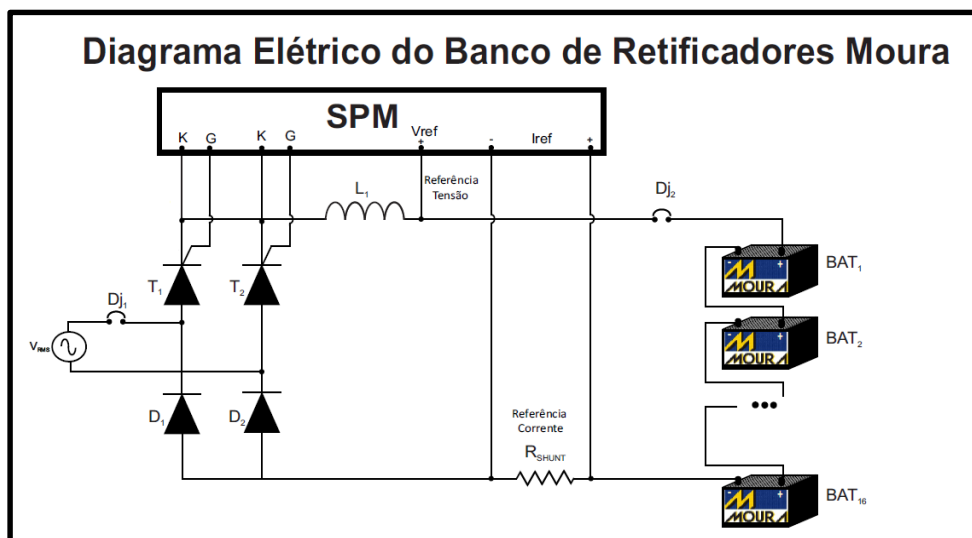 Diagrama Elétrico do Banco de Retificadores Moura
SPM
K G K G Vref + - Iref +
Referência
Tensão
L1
Dj2
T1 T2
Dj1
VRMS
D1 D2
Referência
Corrente
RSHUNT
- +
MOURA
BAT1
- +
MOURA
BAT2
•••
- +
MOURA
BAT16